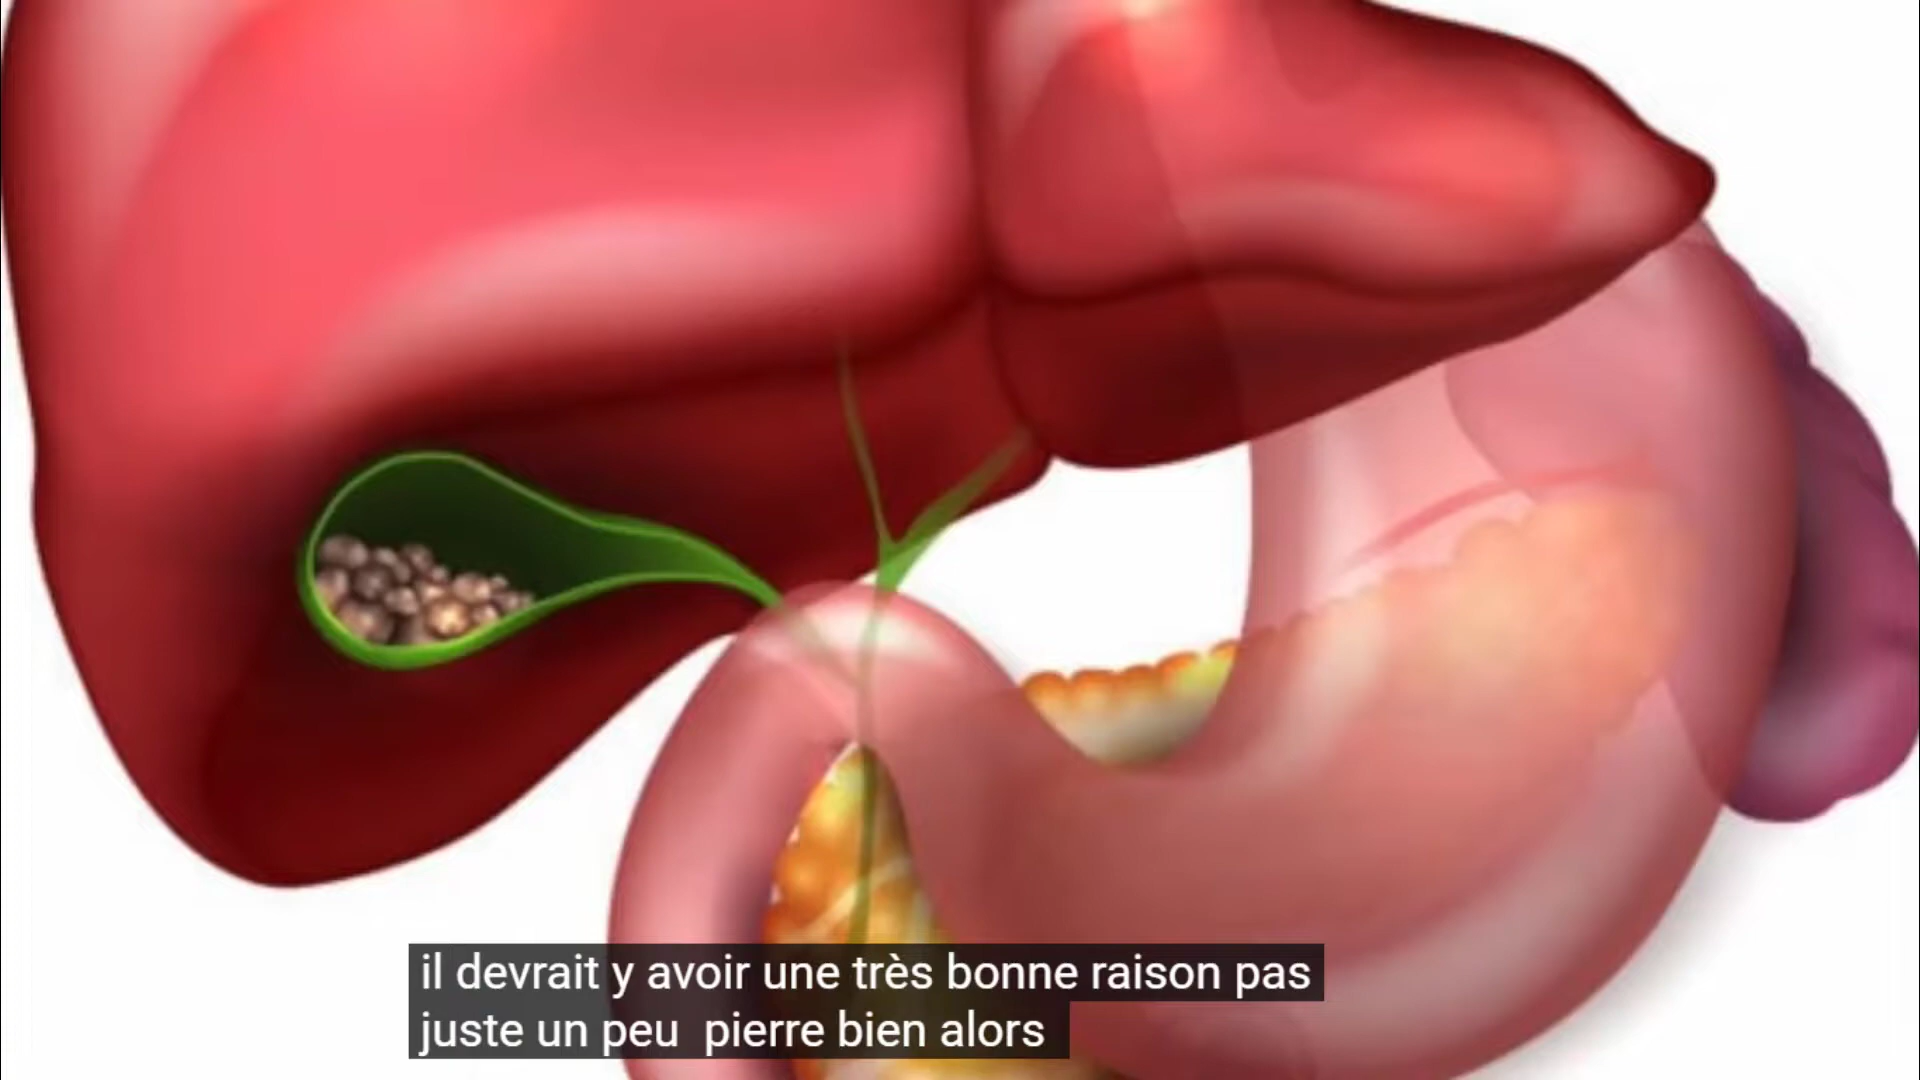 il devrait y avoir une très bonne raison pas
juste un peu  pierre bien alors